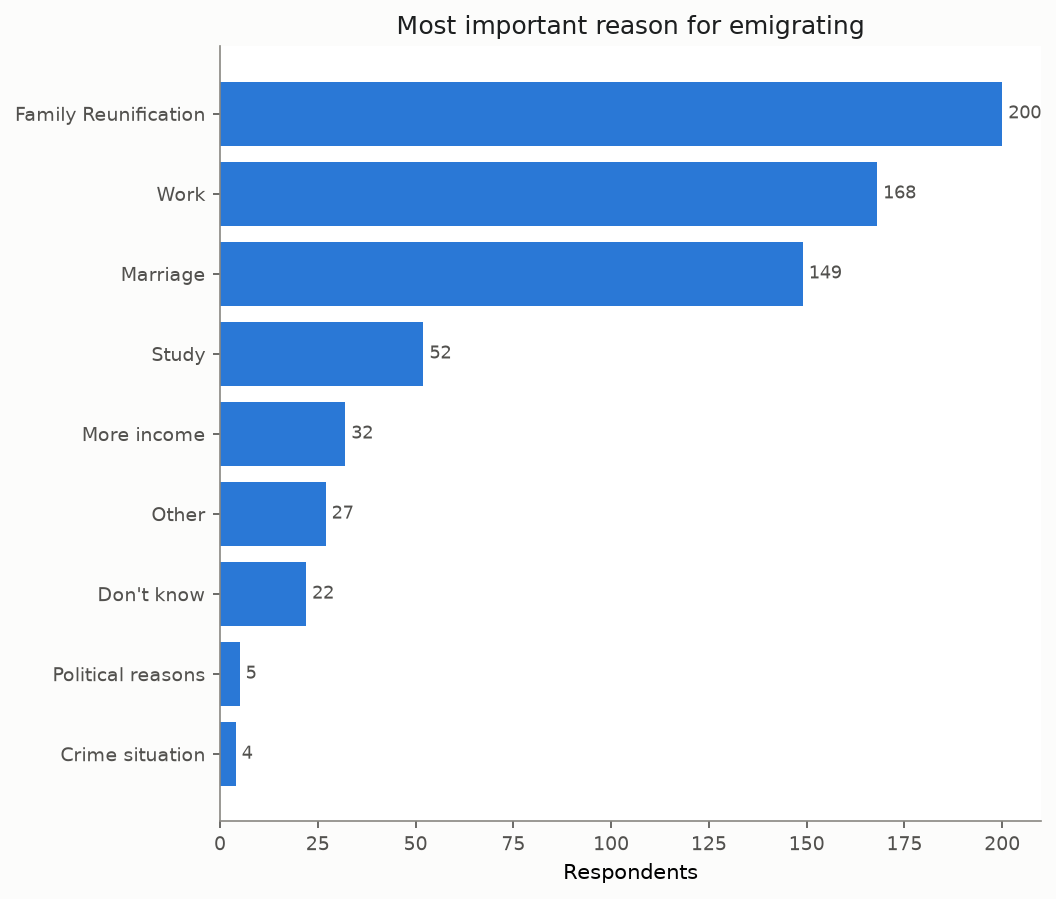 Most important reason for emigrating
Family Reunification 200
Work 168
Marriage 149
Study 52
More income 32
Other 27
Don't know 22
Political reasons 5
Crime situation 4
0 25 50 75 100 125 150 175 200
Respondents